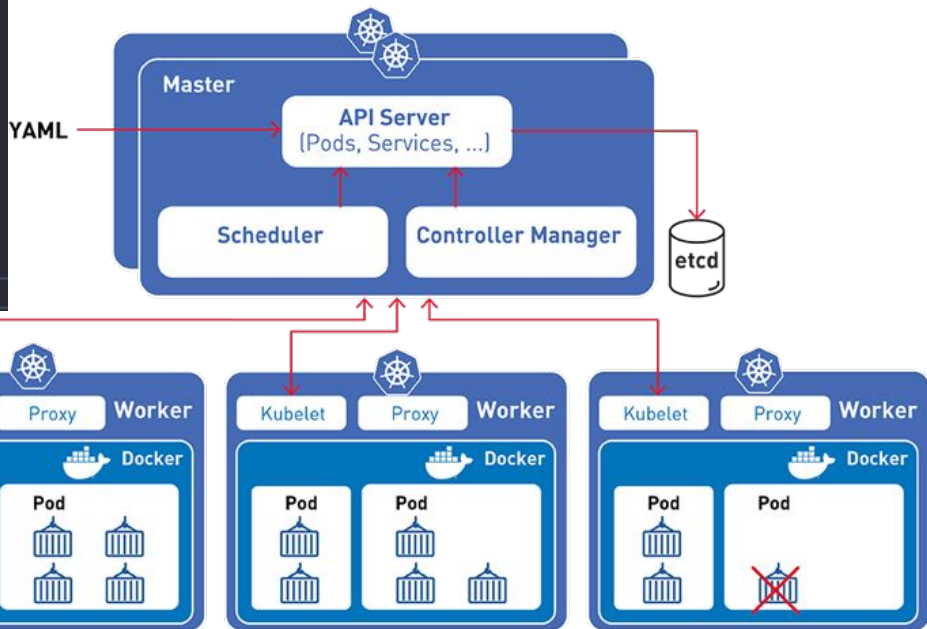 Master
YAML
API Server
(Pods, Services, ...)
Scheduler
Controller Manager
etcd
Proxy
Worker
Docker
Pod
Kubelet
Proxy
Worker
Docker
Pod
Pod
Kubelet
Proxy
Worker
Docker
Pod
Pod